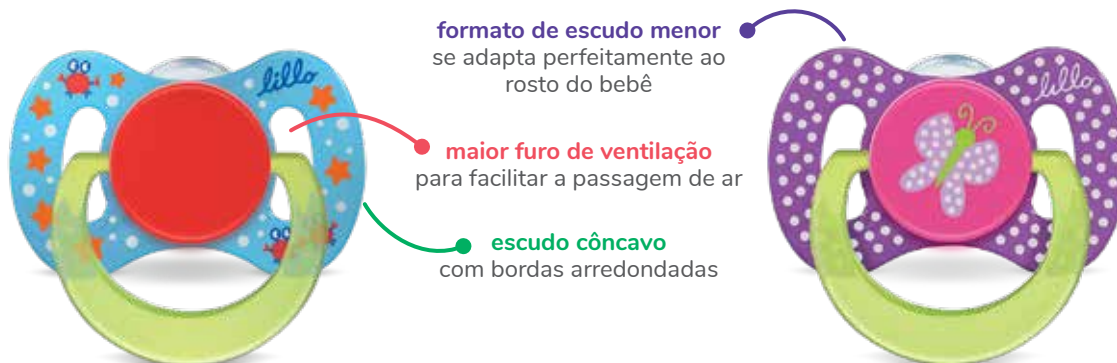 formato de escudo menor
se adapta perfeitamente ao
rosto do bebê
lillo
lillo
maior furo de ventilação
para facilitar a passagem de ar
escudo côncavo
com bordas arredondadas